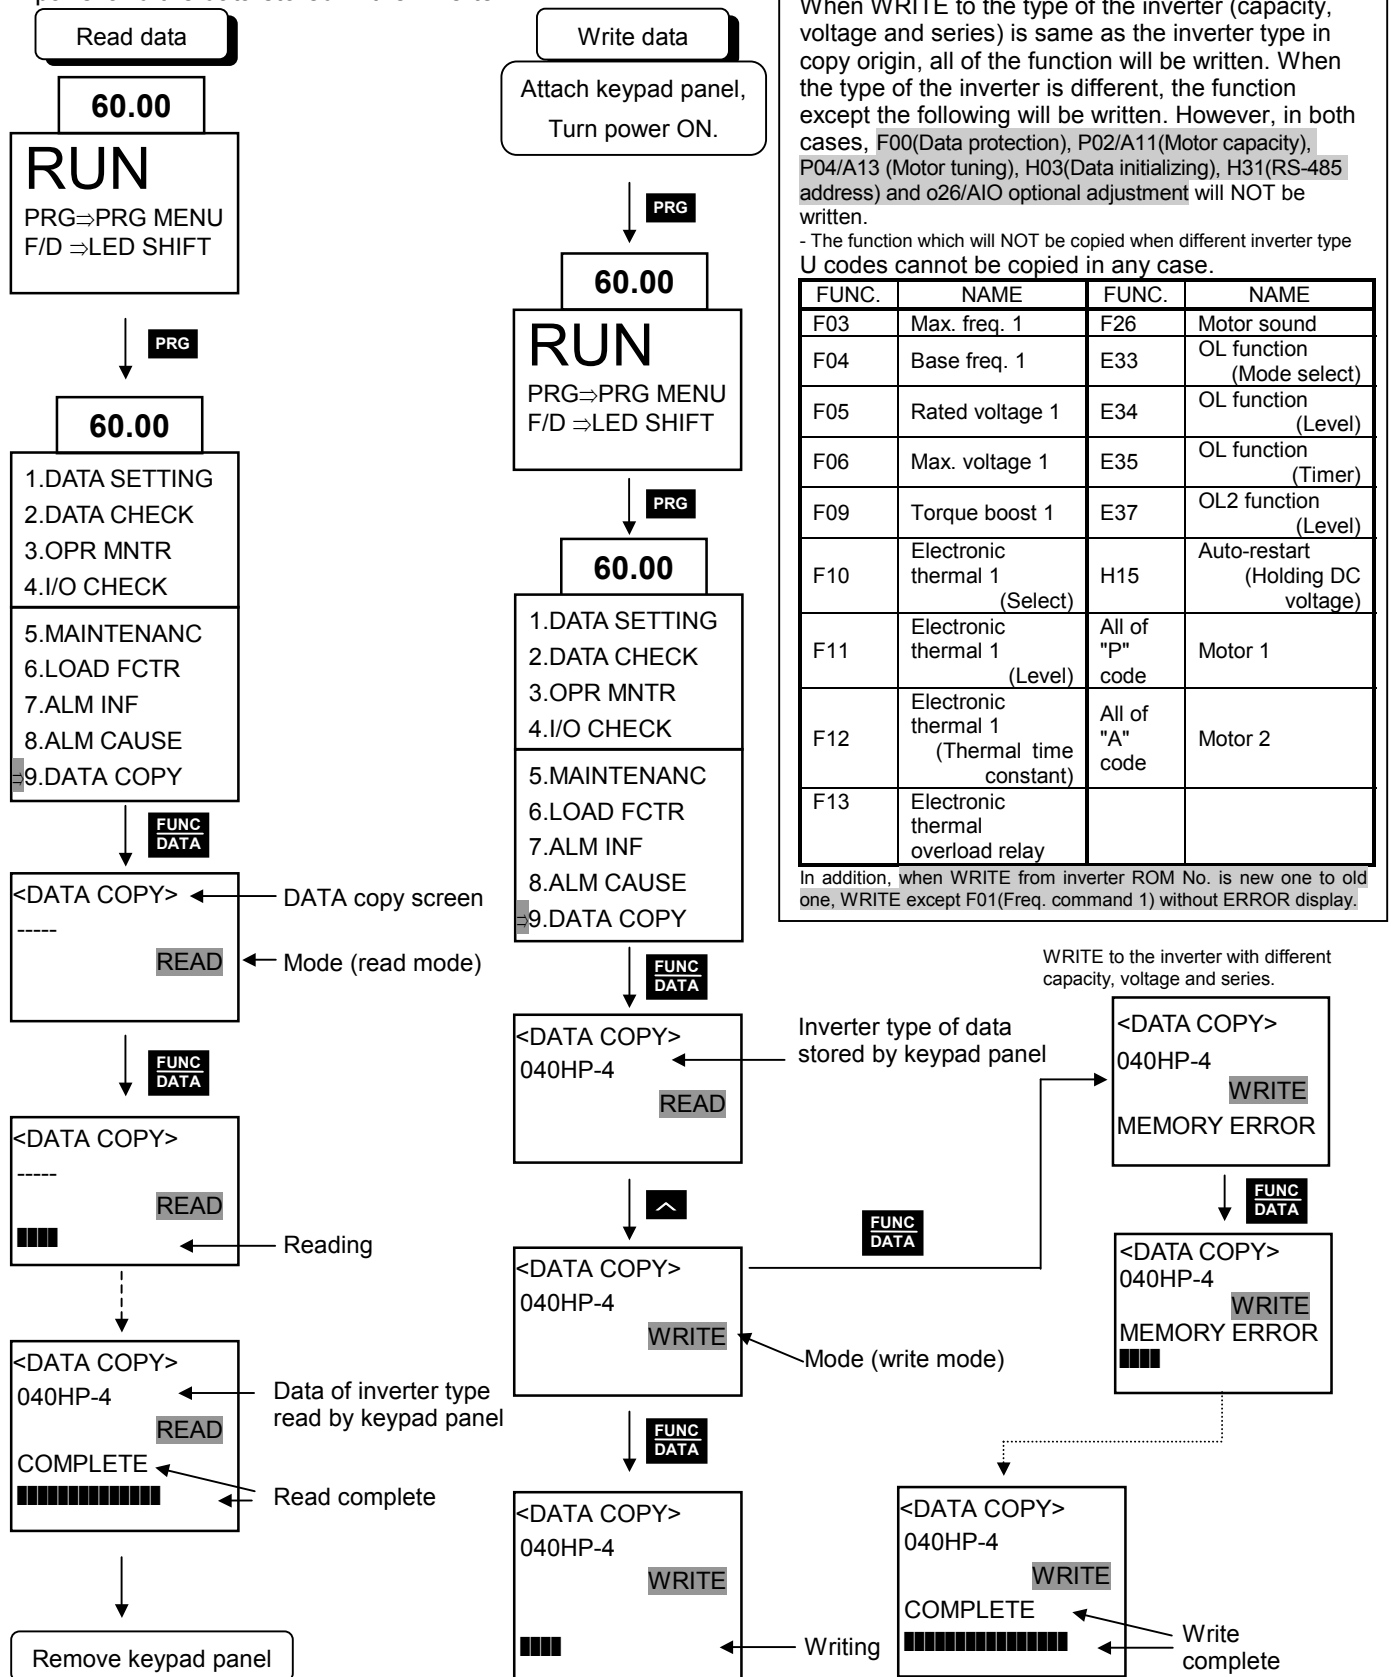 Read data
60.00
RUN
PRG⇒PRG MENU
F/D ⇒LED SHIFT
PRG
60.00
1.DATA SETTING
2.DATA CHECK
3.OPR MNTR
4.I/O CHECK
5.MAINTENANC
6.LOAD FCTR
7.ALM INF
8.ALM CAUSE
⇒9.DATA COPY
FUNC
DATA
<DATA COPY>
-----
READ
DATA copy screen
Mode (read mode)
FUNC
DATA
<DATA COPY>
-----
READ
Reading
<DATA COPY>
040HP-4
READ
COMPLETE
Data of inverter type
read by keypad panel
Read complete
Remove keypad panel
Write data
Attach keypad panel,
Turn power ON.
PRG
60.00
RUN
PRG⇒PRG MENU
F/D ⇒LED SHIFT
PRG
60.00
1.DATA SETTING
2.DATA CHECK
3.OPR MNTR
4.I/O CHECK
5.MAINTENANC
6.LOAD FCTR
7.ALM INF
8.ALM CAUSE
⇒9.DATA COPY
FUNC
DATA
<DATA COPY>
040HP-4
READ
Inverter type of data
stored by keypad panel
<DATA COPY>
040HP-4
WRITE
Mode (write mode)
FUNC
DATA
FUNC
DATA
<DATA COPY>
040HP-4
WRITE
Writing
When WRITE to the type of the inverter (capacity,
voltage and series) is same as the inverter type in
copy origin, all of the function will be written. When
the type of the inverter is different, the function
except the following will be written. However, in both
cases, F00(Data protection), P02/A11(Motor capacity),
P04/A13 (Motor tuning), H03(Data initializing), H31(RS-485
address) and o26/AIO optional adjustment will NOT be
written.
- The function which will NOT be copied when different inverter type
U codes cannot be copied in any case.
FUNC. NAME FUNC. NAME
F03 Max. freq. 1 F26 Motor sound
F04 Base freq. 1 E33 OL function
(Mode select)
F05 Rated voltage 1 E34 OL function
(Level)
F06 Max. voltage 1 E35 OL function
(Timer)
F09 Torque boost 1 E37 OL2 function
(Level)
Electronic Auto-restart
F10 thermal 1 H15 (Holding DC
(Select) voltage)
Electronic All of
F11 thermal 1 "P" Motor 1
(Level) code
Electronic
thermal 1 All of
F12 (Thermal time "A" Motor 2
constant) code
F13 Electronic
thermal
overload relay
In addition, when WRITE from inverter ROM No. is new one to old
one, WRITE except F01(Freq. command 1) without ERROR display.
WRITE to the inverter with different
capacity, voltage and series.
<DATA COPY>
040HP-4
WRITE
MEMORY ERROR
FUNC
DATA
<DATA COPY>
040HP-4
WRITE
MEMORY ERROR
<DATA COPY>
040HP-4
WRITE
COMPLETE
Write
complete